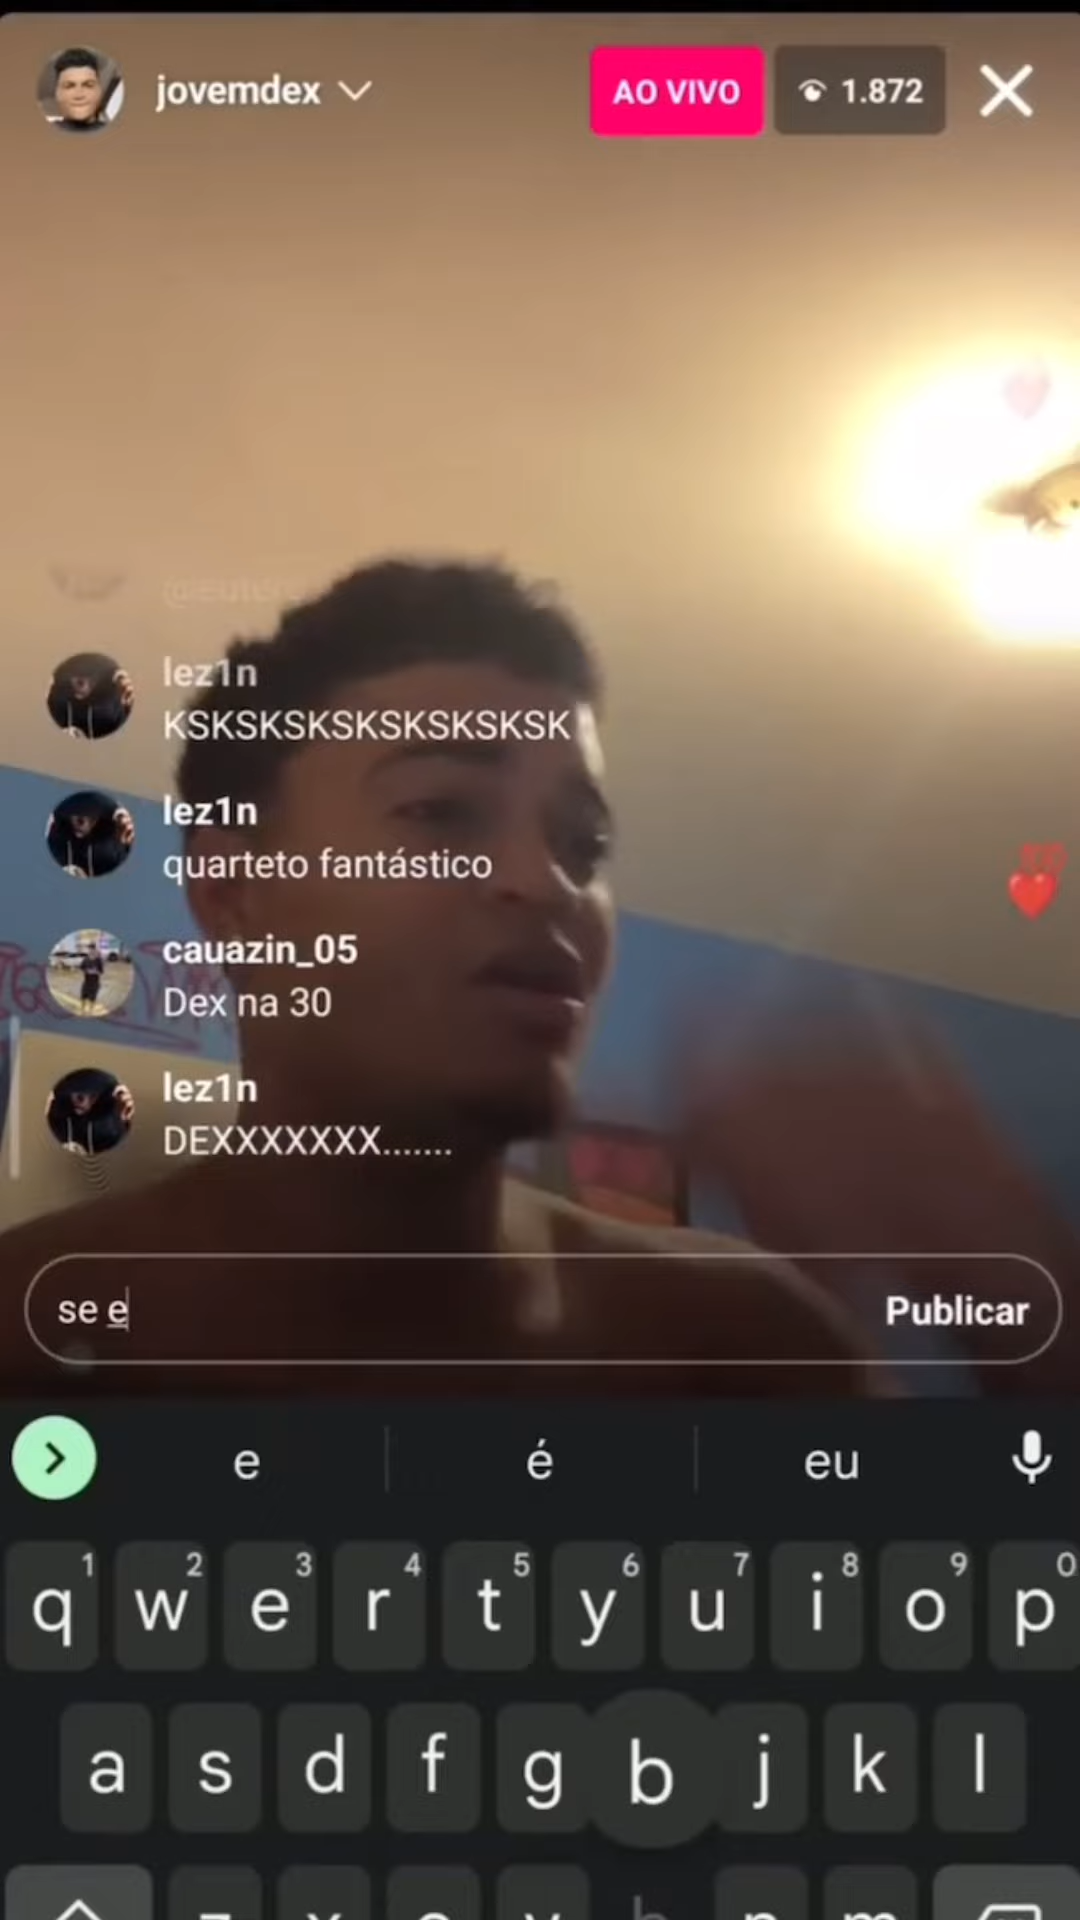 jovemdex
AO VIVO
1.872
lez1n
KSKSKSKSKSKSKSKSK
lez1n
quarteto fantástico
cauazin_05
Dex na 30
lez1n
DEXXXXXXX.......
se e
Publicar
e é eu
1 2 3 4 5 6 7 8 9 0
q w e r t y u i o p
a s d f g b j k l
z x c v b n m